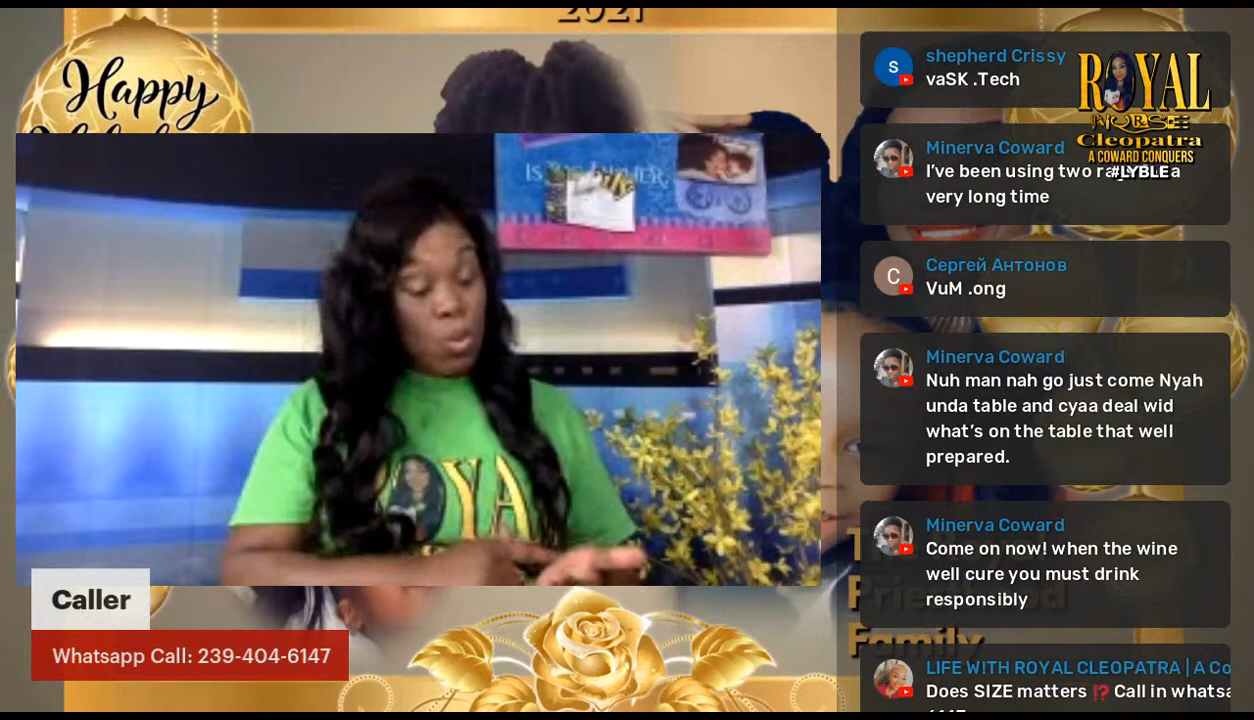 2021
Happy
IS THE
ROYA
Caller
Whatsapp Call: 239-404-6147
shepherd Crissy
vaSK .Tech
ROYAL
NURSE
Cleopatra
A COWARD CONQUERS
#LYBLE
Minerva Coward
I've been using two a
very long time
Сергей Антонов
VuM .ong
Minerva Coward
Nuh man nah go just come Nyah
unda table and cyaa deal wid
what's on the table that well
prepared.
Minerva Coward
Come on now! when the wine
well cure you must drink
responsibly
Family
LIFE WITH ROYAL CLEOPATRA | A Co
Does SIZE matters ⁉️ Call in whatsa